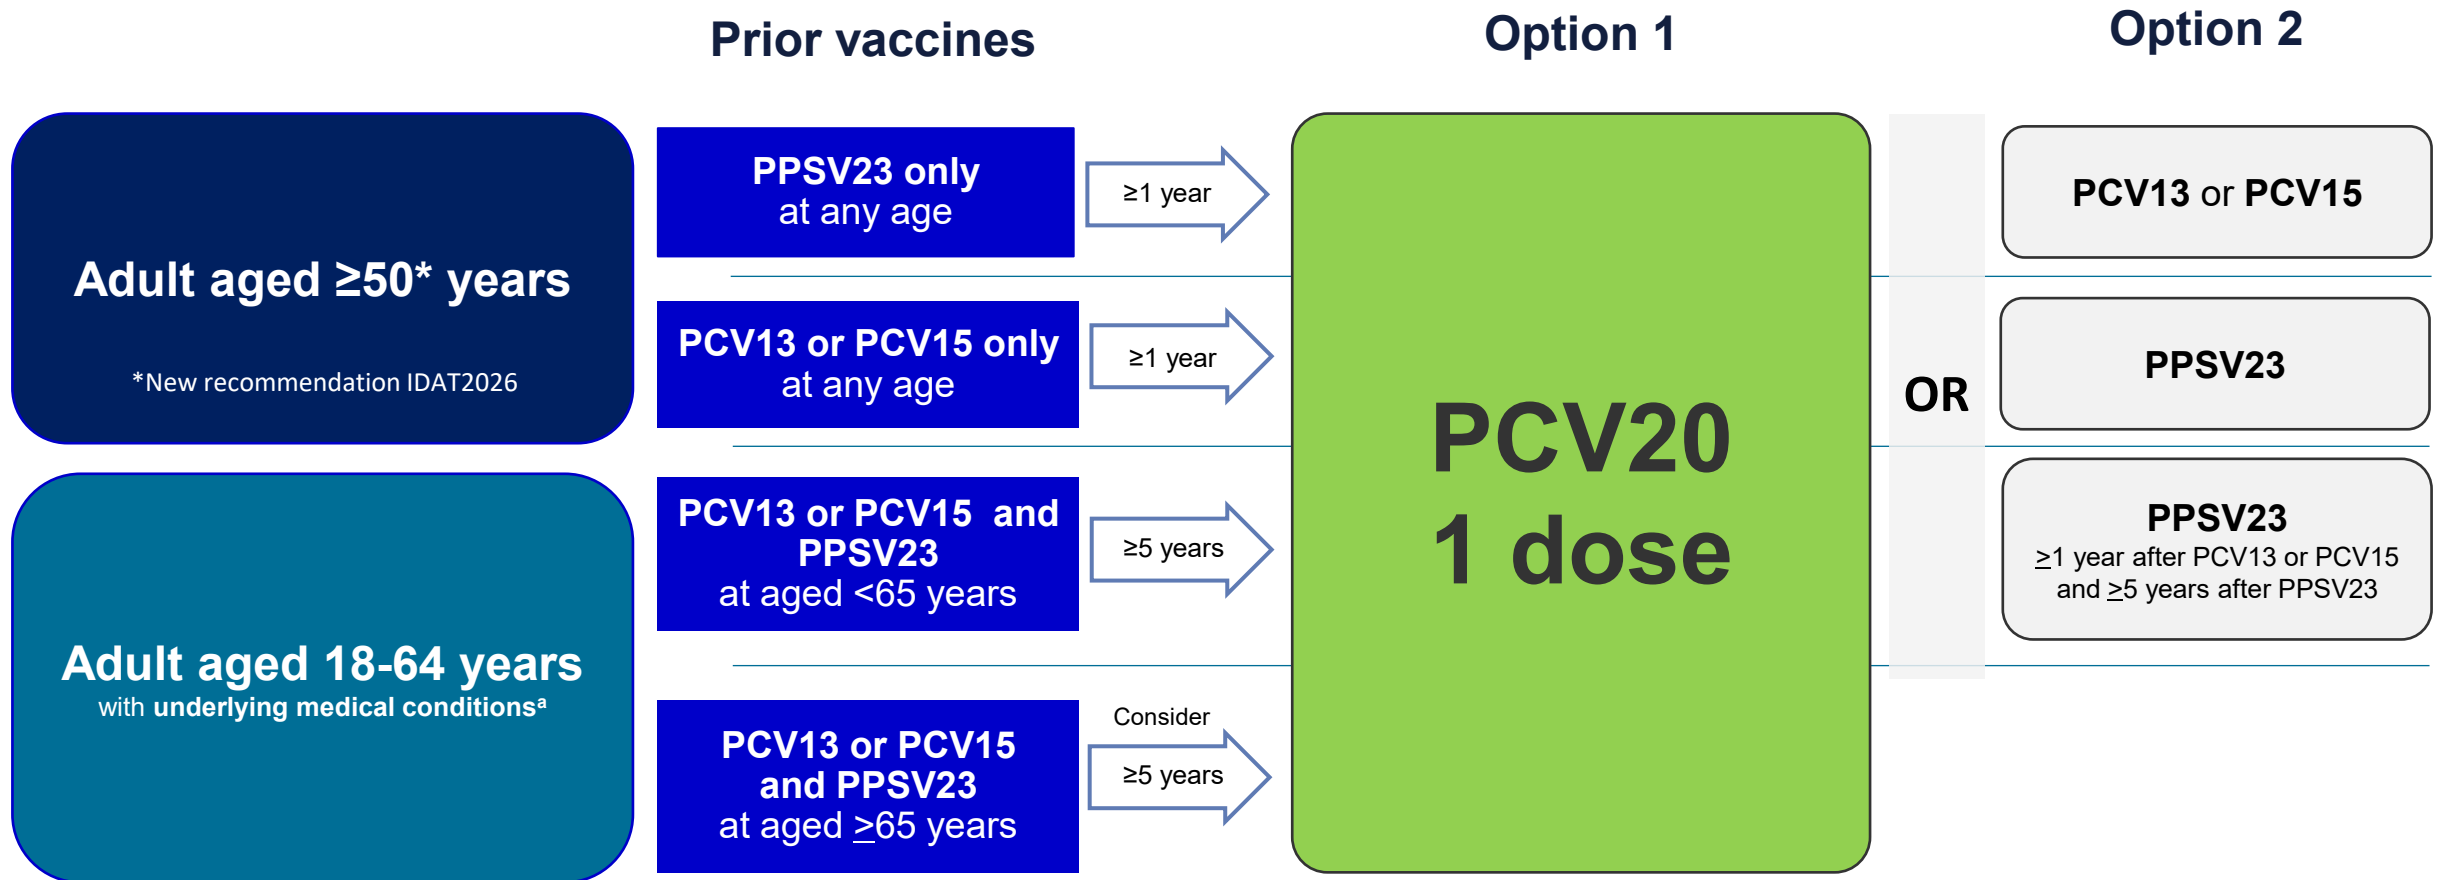 Prior vaccines
Option 1
Option 2
Adult aged ≥50* years
*New recommendation IDAT2026
Adult aged 18-64 years
with underlying medical conditionsᵃ
PPSV23 only
at any age
≥1 year
PCV13 or PCV15 only
at any age
≥1 year
PCV13 or PCV15 and
PPSV23
at aged <65 years
≥5 years
PCV13 or PCV15
and PPSV23
at aged ≥65 years
Consider
≥5 years
PCV20
1 dose
OR
PCV13 or PCV15
PPSV23
PPSV23
≥1 year after PCV13 or PCV15
and ≥5 years after PPSV23